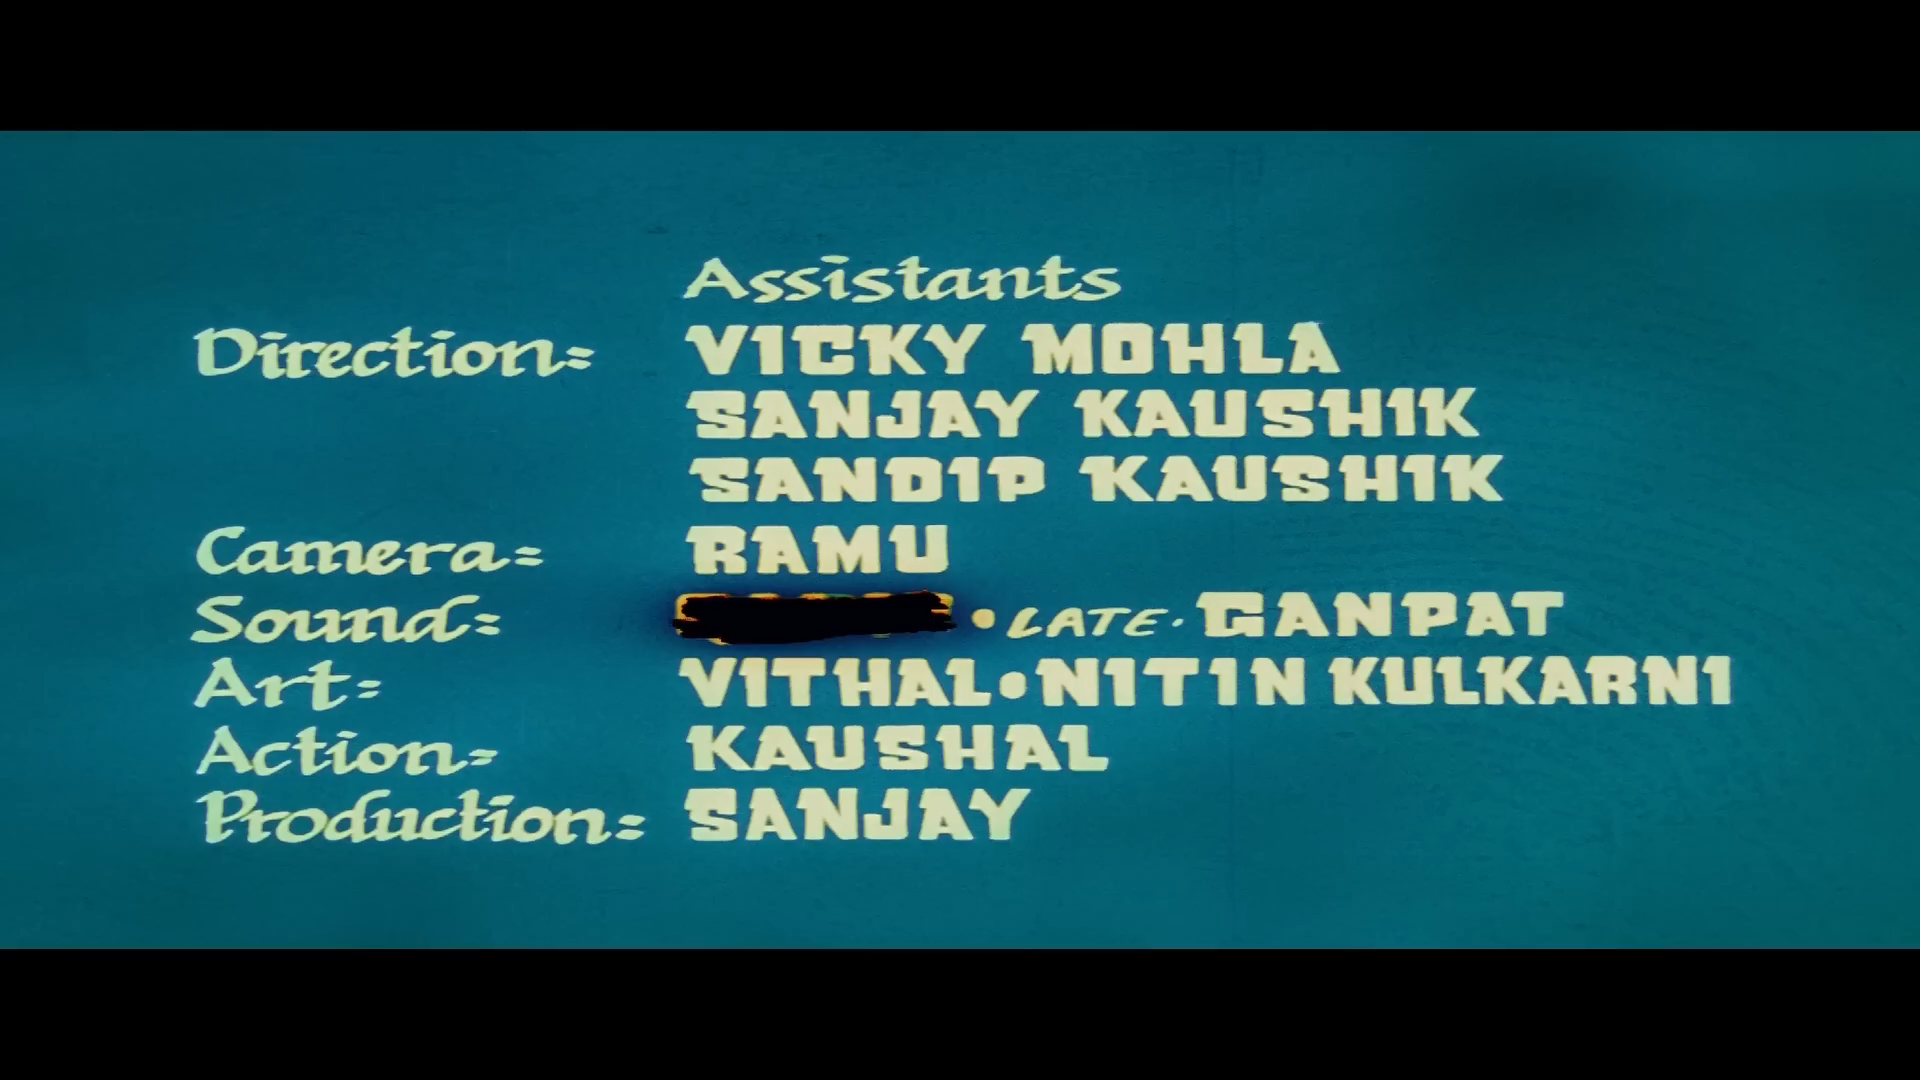 Assistants
Direction= VICKY MOHLA
SANJAY KAUSHIK
SANDIP KAUSHIK
Camera= RAMU
Sound= • LATE • GANPAT
Art= VITHAL • NITIN KULKARNI
Action= KAUSHAL
Production= SANJAY